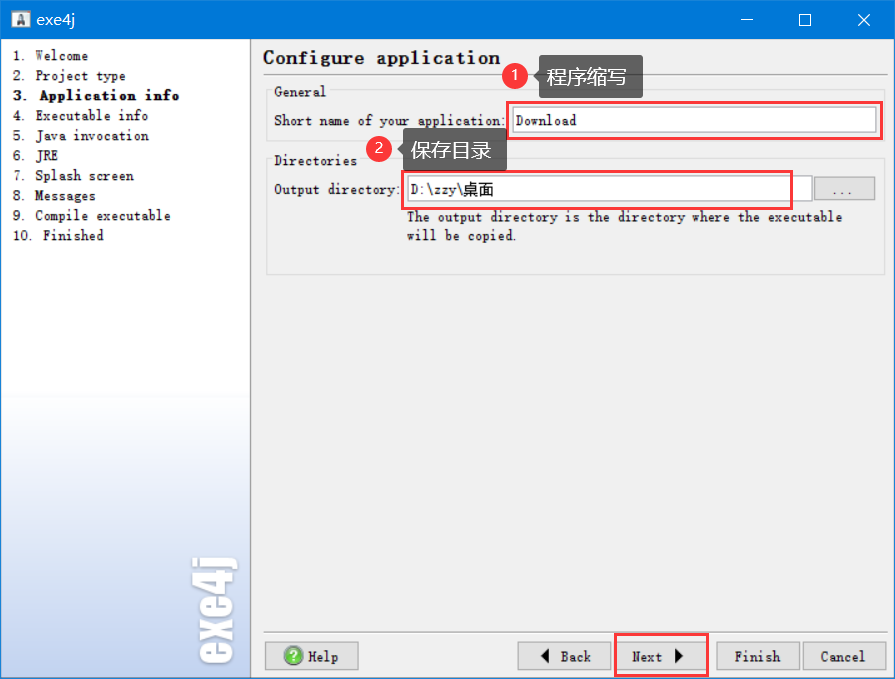 exe4j
1. Welcome
2. Project type
3. Application info
4. Executable info
5. Java invocation
6. JRE
7. Splash screen
8. Messages
9. Compile executable
10. Finished
exe4j
Configure application
1 程序缩写
General
Short name of your application: Download
2 保存目录
Directories
Output directory: D:\zzy\桌面 ...
The output directory is the directory where the executable
will be copied.
? Help
Back
Next
Finish
Cancel